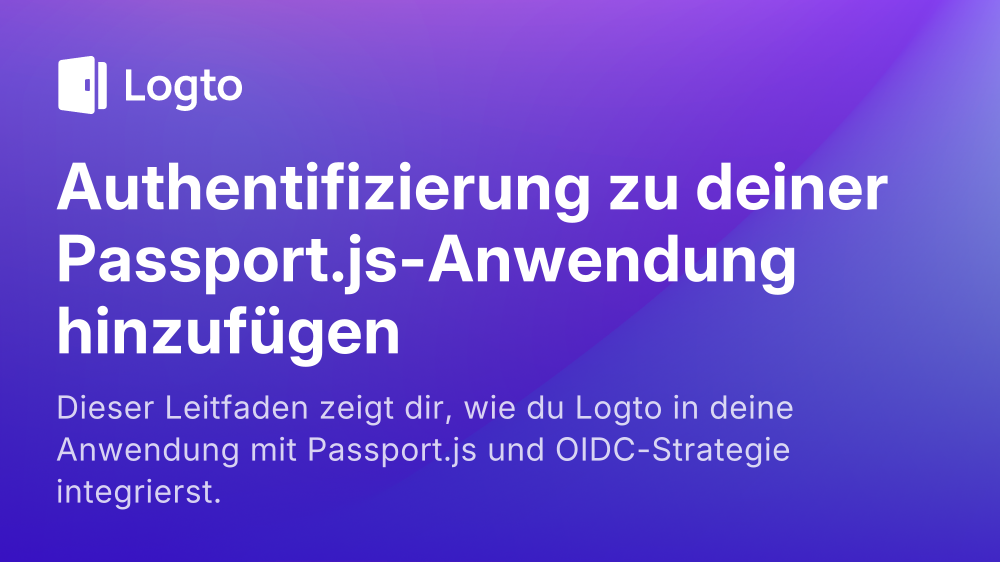 Logto
Authentifizierung zu deiner
Passport.js-Anwendung
hinzufügen
Dieser Leitfaden zeigt dir, wie du Logto in deine
Anwendung mit Passport.js und OIDC-Strategie
integrierst.